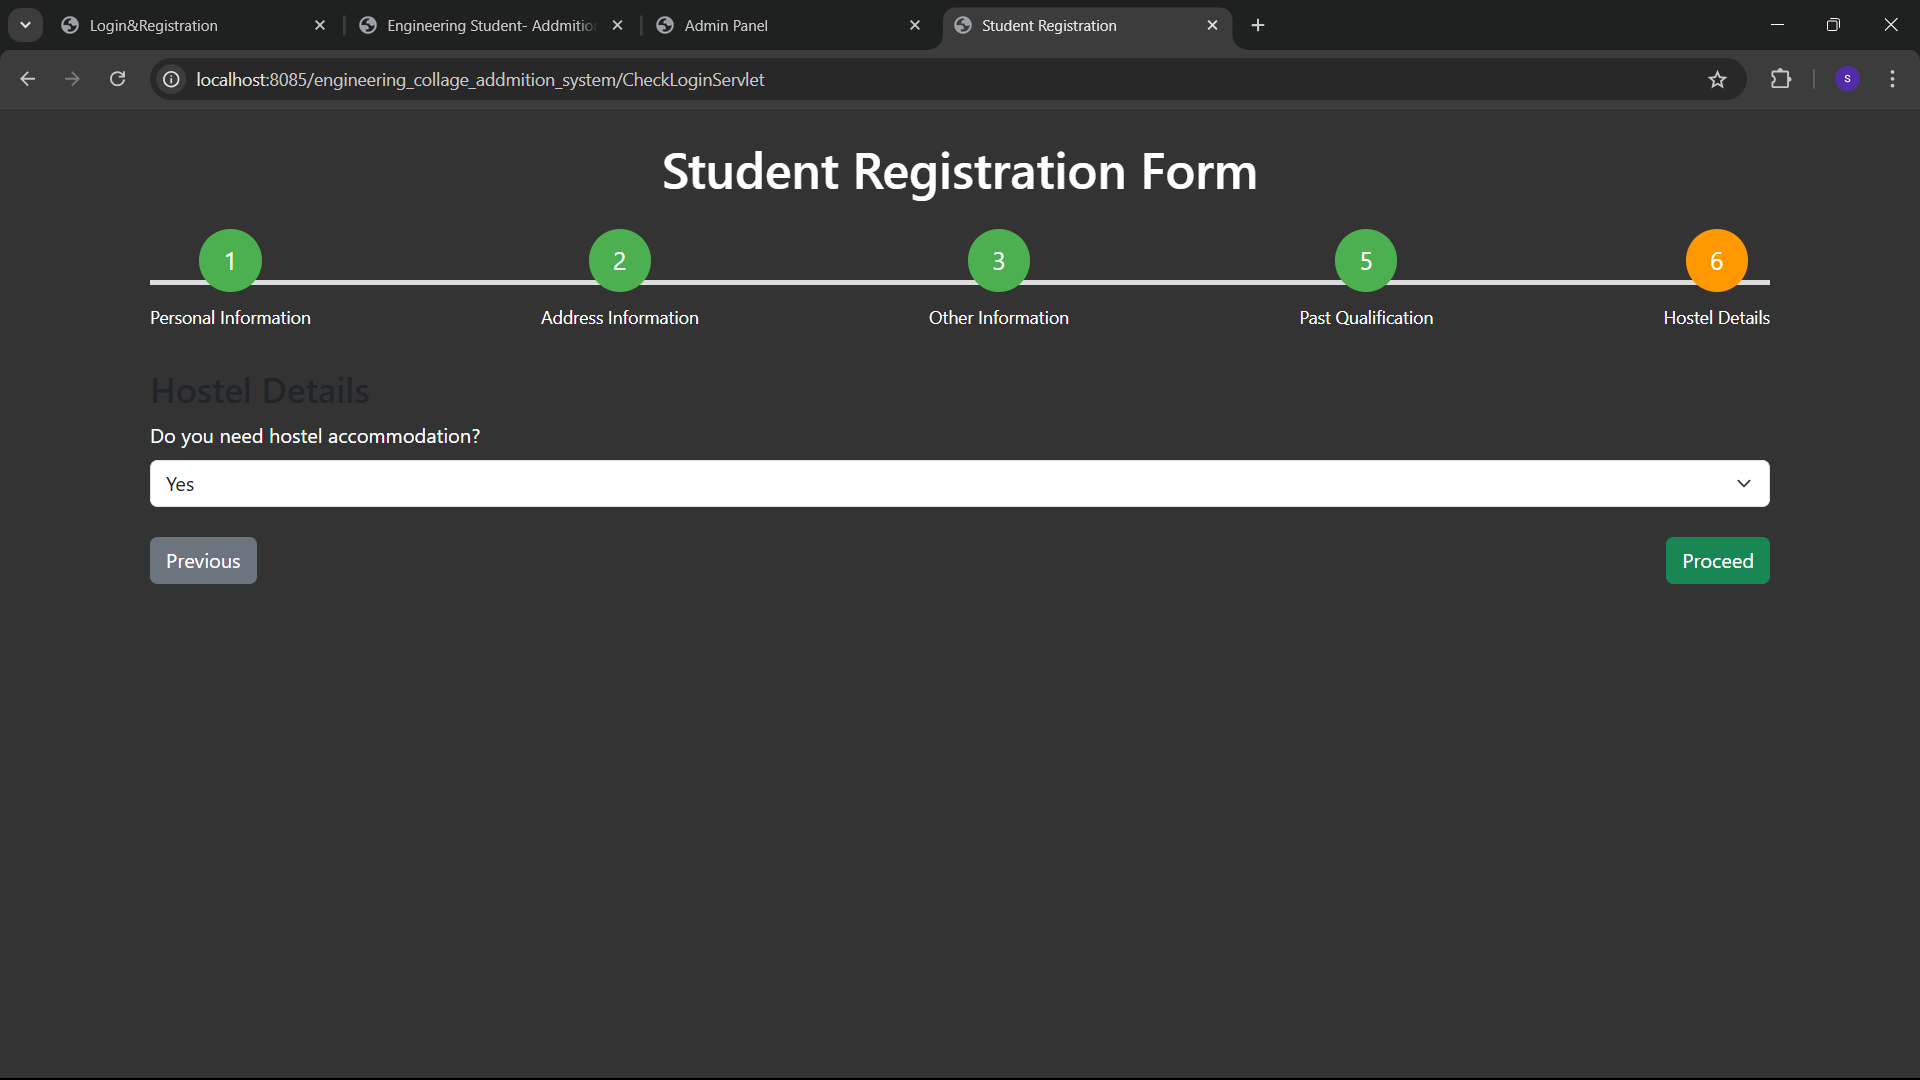 Login&Registration
Engineering Student- Addmitio
Admin Panel
Student Registration
localhost:8085/engineering_collage_addmition_system/CheckLoginServlet
S
Student Registration Form
1
2
3
5
6
Personal Information
Address Information
Other Information
Past Qualification
Hostel Details
Hostel Details
Do you need hostel accommodation?
Yes
Previous
Proceed